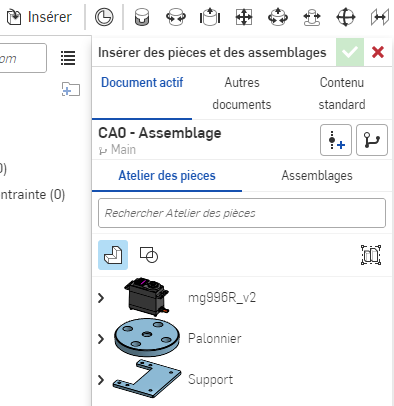 Insérer
om
Insérer des pièces et des assemblages
Document actif
Autres documents
Contenu standard
CAO - Assemblage
Main
0)
ntrainte (0)
Atelier des pièces
Assemblages
Rechercher Atelier des pièces
mg996R_v2
Palonnier
Support